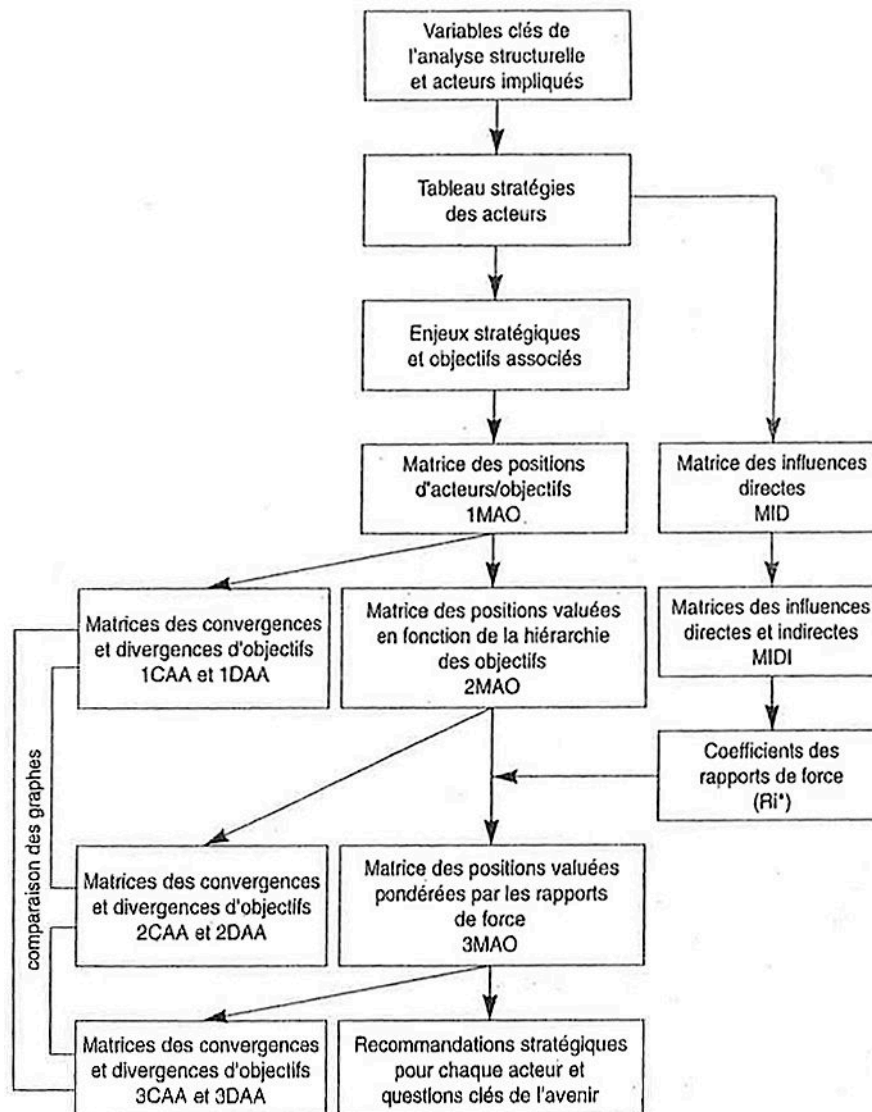 Variables clés de
l'analyse structurelle
et acteurs impliqués
Tableau stratégies
des acteurs
Enjeux stratégiques
et objectifs associés
Matrice des positions
d'acteurs/objectifs
1MAO
Matrice des influences
directes
MID
Matrices des convergences
et divergences d'objectifs
1CAA et 1DAA
Matrice des positions valuées
en fonction de la hiérarchie
des objectifs
2MAO
Matrices des influences
directes et indirectes
MIDI
Coefficients des
rapports de force
(Ri*)
comparaison des graphes
Matrices des convergences
et divergences d'objectifs
2CAA et 2DAA
Matrice des positions valuées
pondérées par les rapports
de force
3MAO
Matrices des convergences
et divergences d'objectifs
3CAA et 3DAA
Recommandations stratégiques
pour chaque acteur et
questions clés de l'avenir